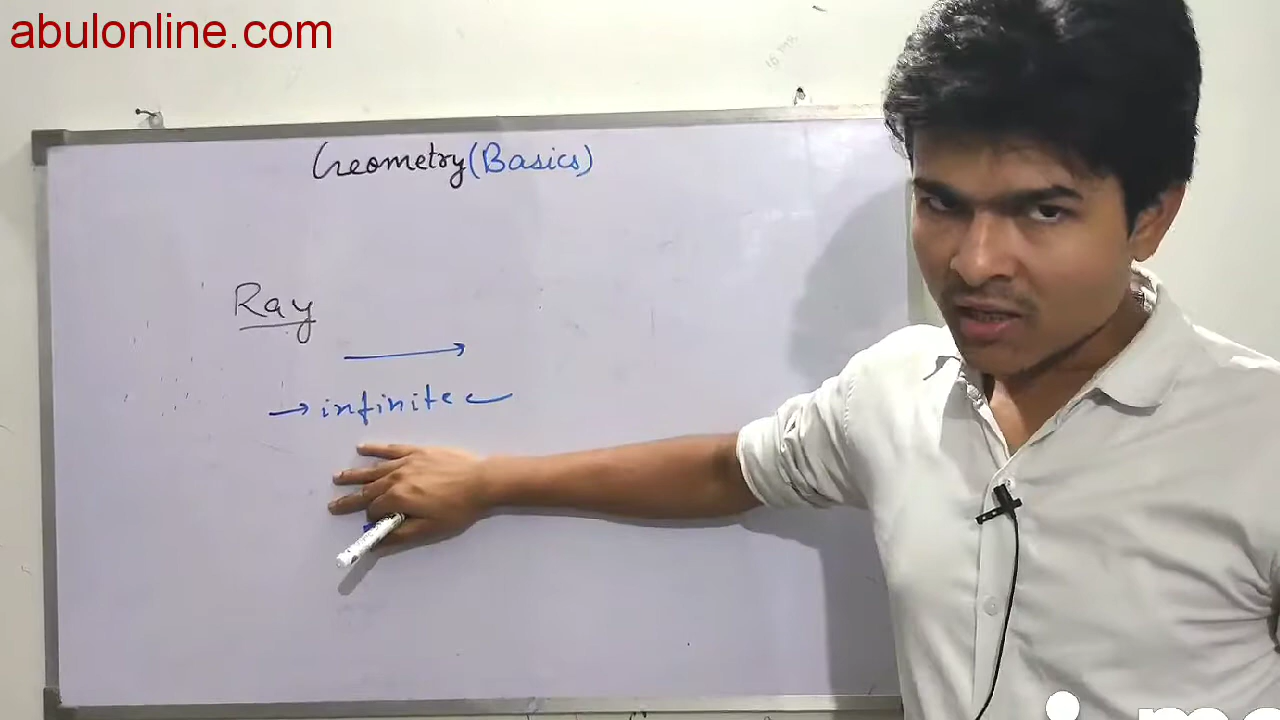 abulonline.com
Geometry (Basics)
Ray
→ infinite